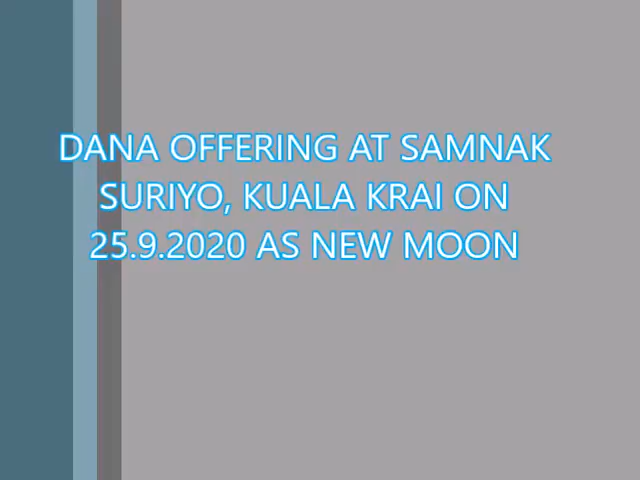 DANA OFFERING AT SAMNAK
SURIYO, KUALA KRAI ON
25.9.2020 AS NEW MOON